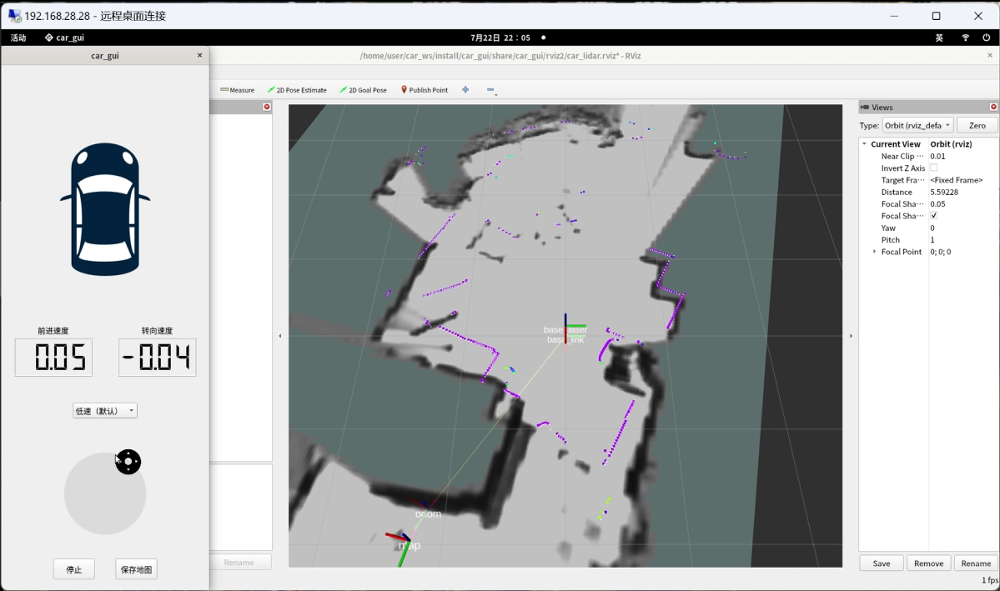 192.168.28.28 - 远程桌面连接
活动 car_gui 7月22日 22:05 英
car_gui
/home/user/car_ws/install/car_gui/share/car_gui/rviz2/car_lidar.rviz* - RViz
Measure 2D Pose Estimate 2D Goal Pose Publish Point
Views
Type: Orbit (rviz_defa Zero
Current View Orbit (rviz)
Near Clip ··· 0.01
Invert Z Axis
Target Fra··· <Fixed Frame>
Distance 5.59228
Focal Sha··· 0.05
Focal Sha···
Yaw 0
Pitch 1
Focal Point 0; 0; 0
前进速度 转向速度
0.05 -0.04
低速（默认）
停止 保存地图
base_laser
base_link
odom
map
Rename
Save Remove Rename
1 fps